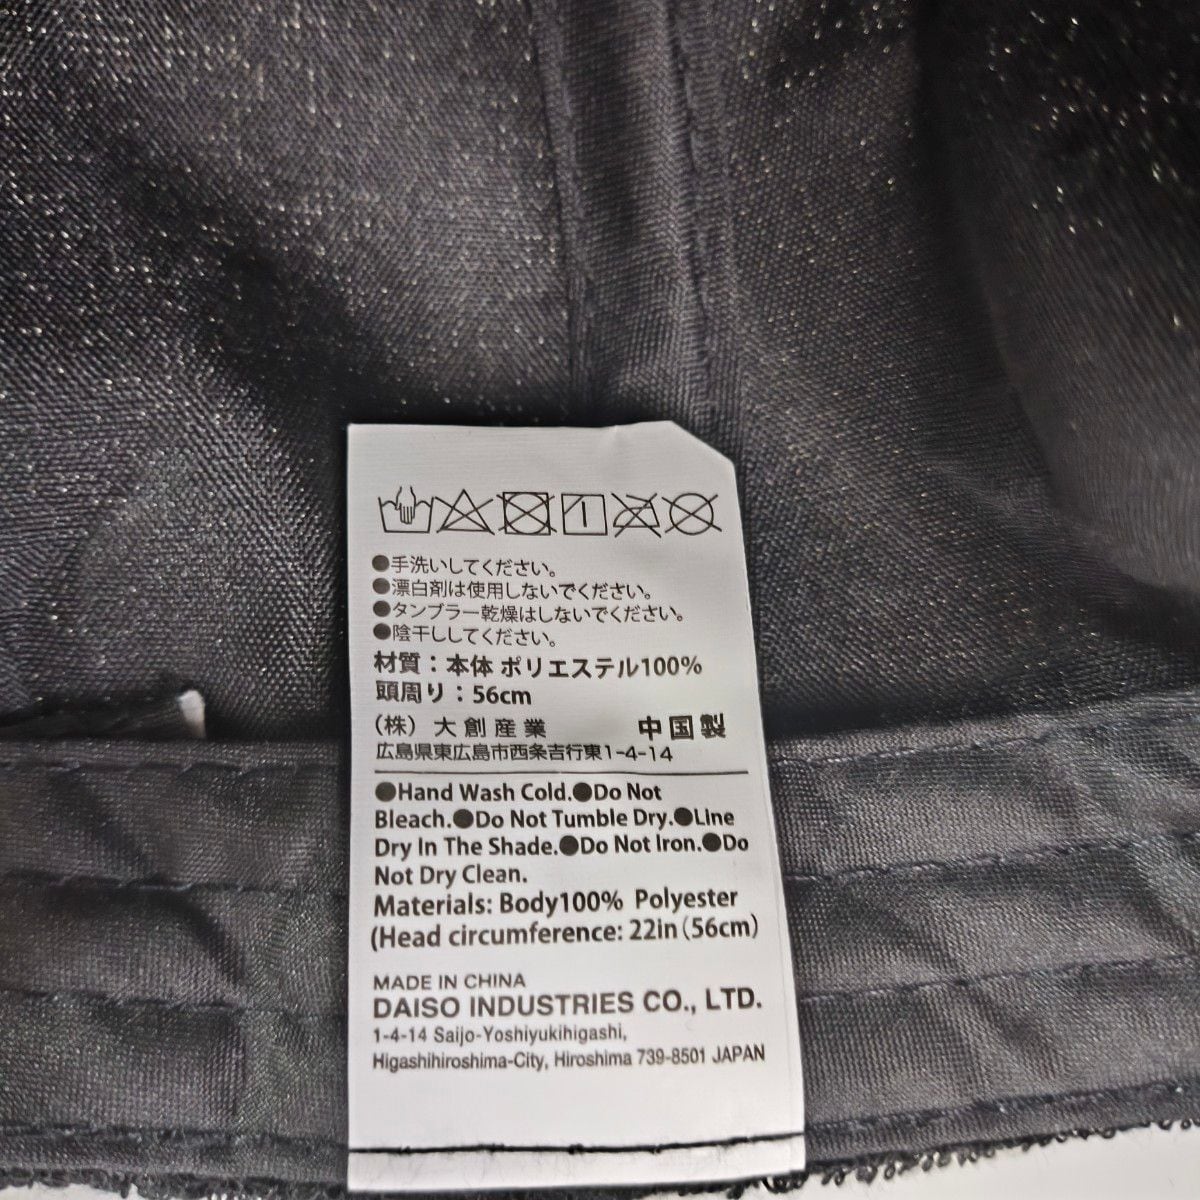 ●手洗いしてください。
●漂白剤は使用しないでください。
●タンブラー乾燥はしないでください。
●陰干ししてください。
材質：本体 ポリエステル100%
頭周り：56cm
(株) 大創産業 中国製
広島県東広島市西条吉行東1-4-14
●Hand Wash Cold.●Do Not
Bleach.●Do Not Tumble Dry.●Line
Dry In The Shade.●Do Not Iron.●Do
Not Dry Clean.
Materials: Body100% Polyester
(Head circumference: 22in(56cm)
MADE IN CHINA
DAISO INDUSTRIES CO., LTD.
1-4-14 Saijo-Yoshiyukihigashi,
Higashihiroshima-City, Hiroshima 739-8501 JAPAN